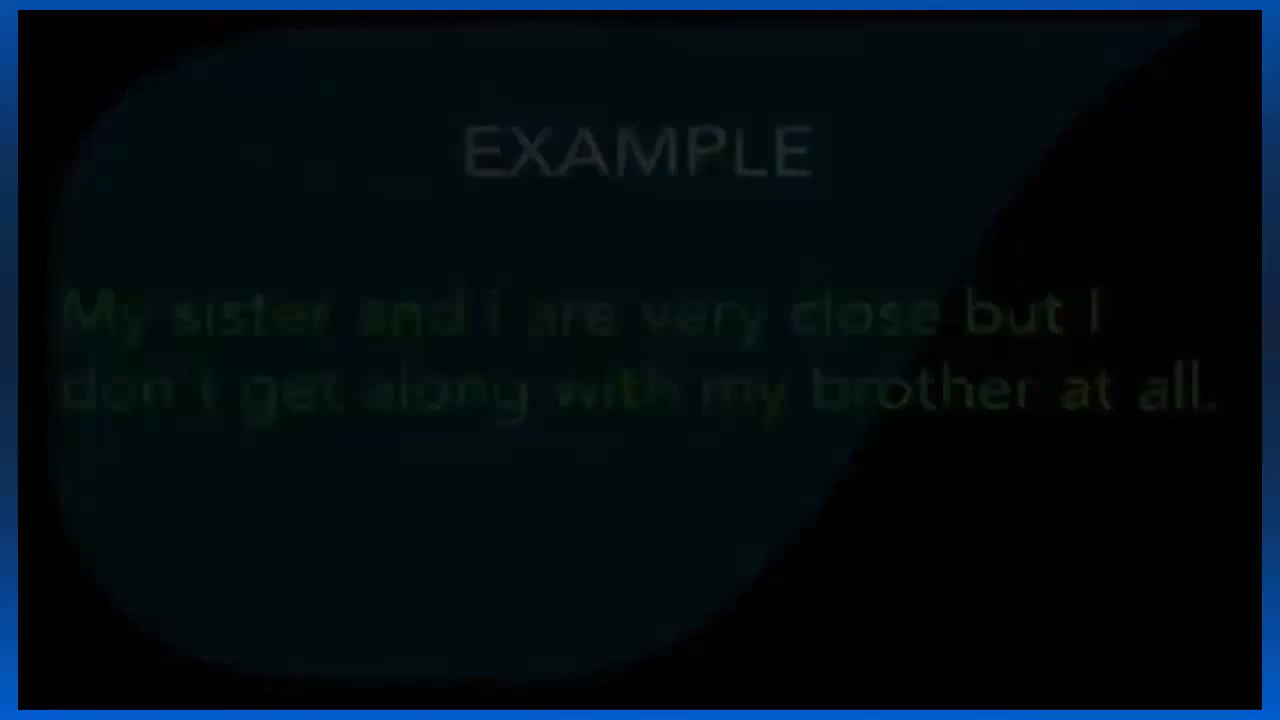 EXAMPLE
My sister and I are very close but I
don't get along with my brother at all.